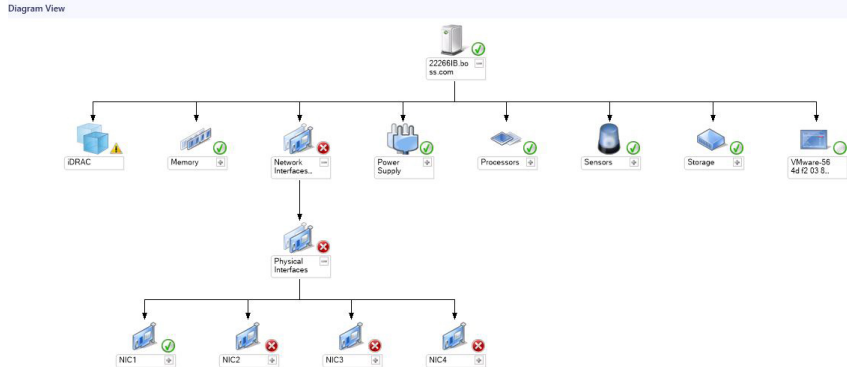 Diagram View
22266IB.bo
ss.com
iDRAC
Memory
Network
Interfaces..
Power
Supply
Processors
Sensors
Storage
VMware-56
4d f2 03 8..
Physical
Interfaces
NIC1
NIC2
NIC3
NIC4